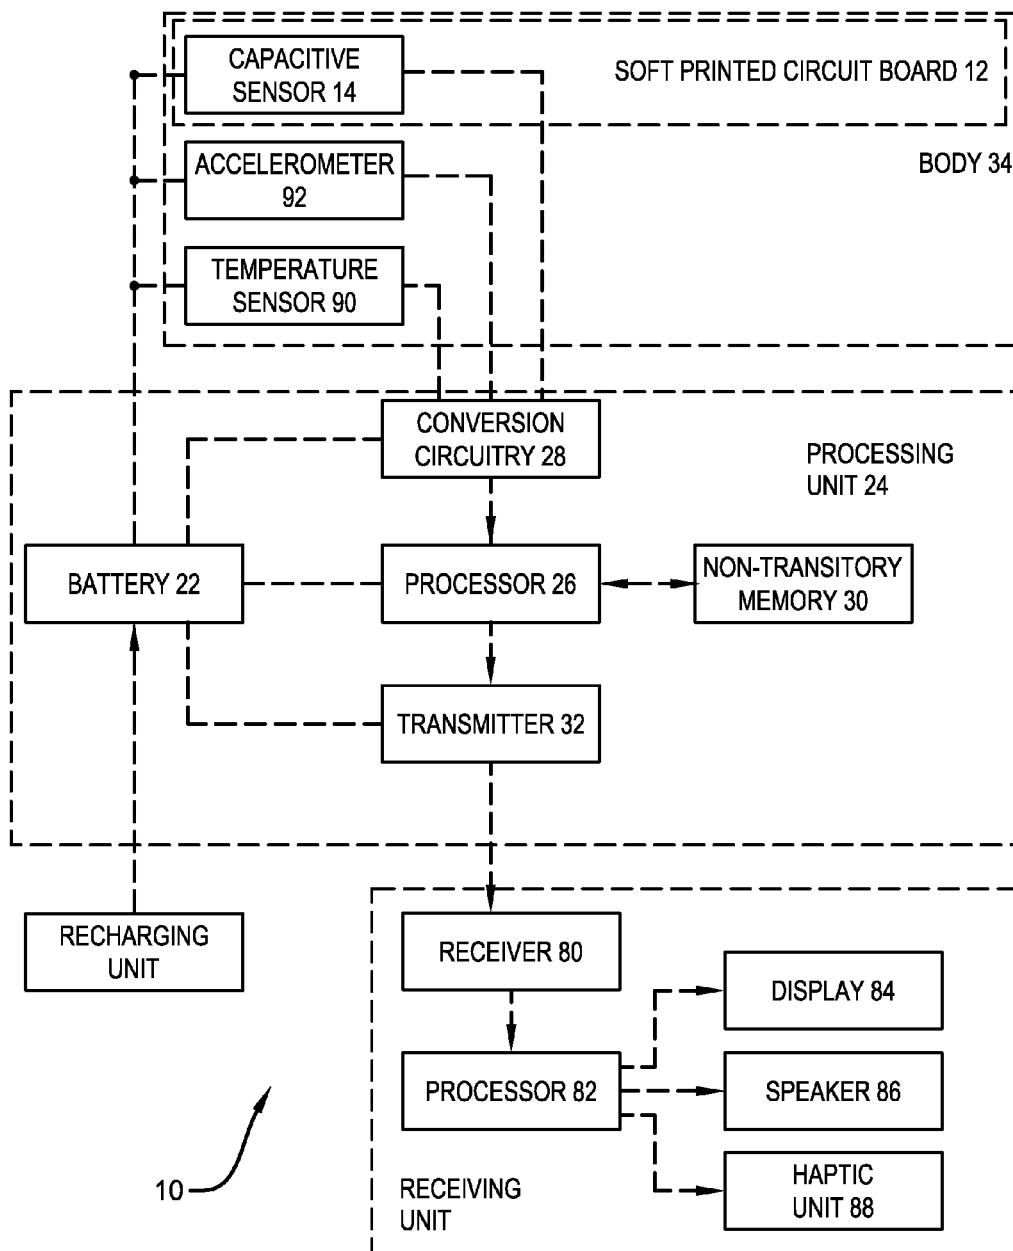 CAPACITIVE
SENSOR 14
SOFT PRINTED CIRCUIT BOARD 12
ACCELEROMETER
92
BODY 34
TEMPERATURE
SENSOR 90
CONVERSION
CIRCUITRY 28
PROCESSING
UNIT 24
BATTERY 22
PROCESSOR 26
NON-TRANSITORY
MEMORY 30
TRANSMITTER 32
RECHARGING
UNIT
RECEIVER 80
DISPLAY 84
PROCESSOR 82
SPEAKER 86
HAPTIC
UNIT 88
10
RECEIVING
UNIT